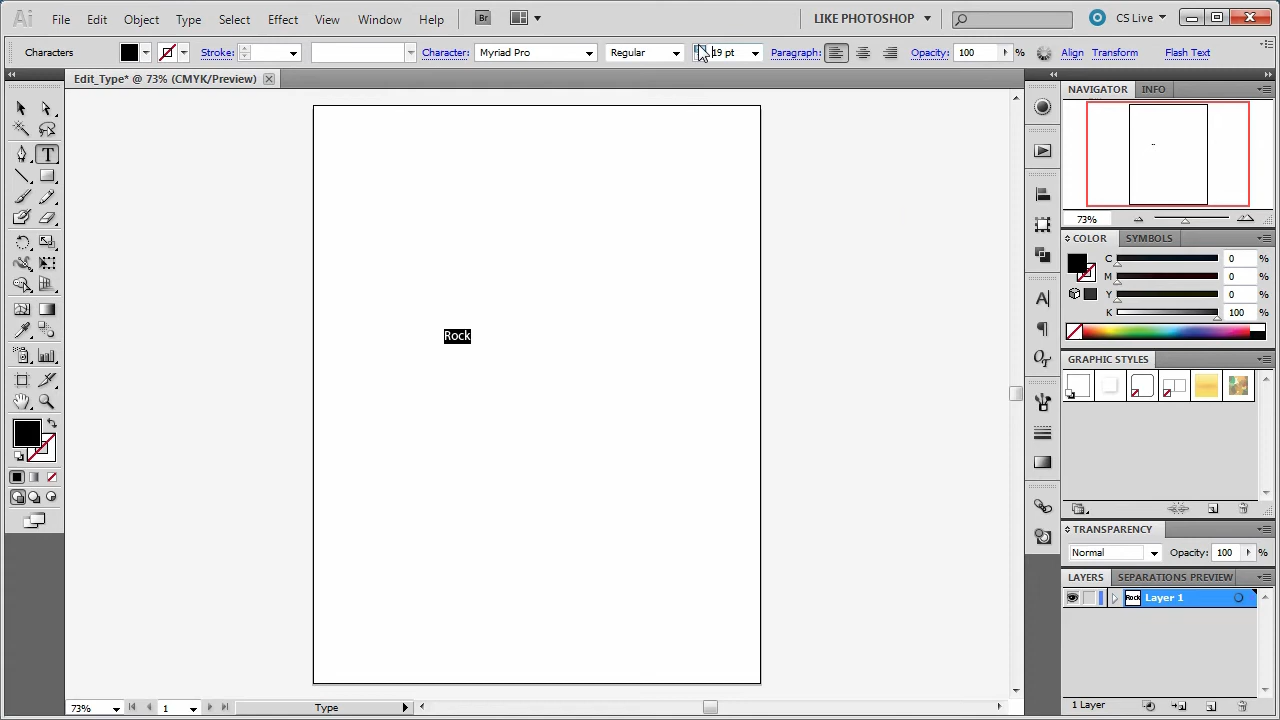 Ai File Edit Object Type Select Effect View Window Help Br LIKE PHOTOSHOP CS Live
Characters Stroke: Character: Myriad Pro Regular 19 pt Paragraph: Opacity: 100 % Align Transform Flash Text
Edit_Type* @ 73% (CMYK/Preview)
NAVIGATOR INFO
73%
COLOR SYMBOLS
C 0 %
M 0 %
Y 0 %
K 100 %
Rock
GRAPHIC STYLES
TRANSPARENCY
Normal Opacity: 100 %
LAYERS SEPARATIONS PREVIEW
Rock Layer 1
1 Layer
73% 1 Type